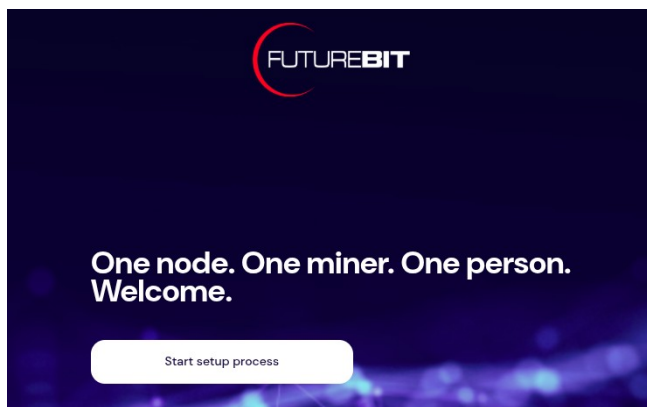 FUTUREBIT
One node. One miner. One person.
Welcome.
Start setup process